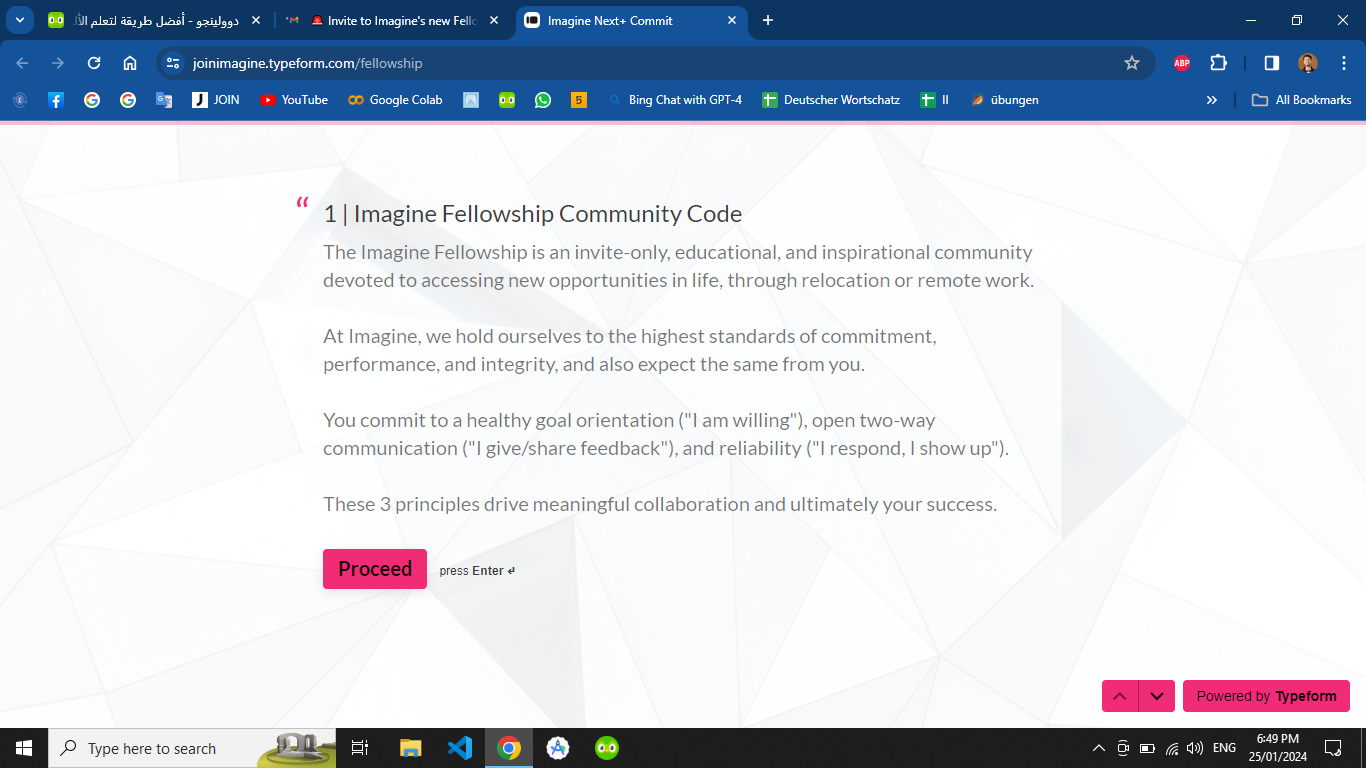 دوولينجو - أفضل طريقة لتعلم الأل
Invite to Imagine's new Fello
Imagine Next+ Commit
joinimagine.typeform.com/fellowship
ABP
J JOIN
YouTube
Google Colab
5
Bing Chat with GPT-4
Deutscher Wortschatz
II
übungen
»
All Bookmarks
“ 1 | Imagine Fellowship Community Code
The Imagine Fellowship is an invite-only, educational, and inspirational community
devoted to accessing new opportunities in life, through relocation or remote work.
At Imagine, we hold ourselves to the highest standards of commitment,
performance, and integrity, and also expect the same from you.
You commit to a healthy goal orientation ("I am willing"), open two-way
communication ("I give/share feedback"), and reliability ("I respond, I show up").
These 3 principles drive meaningful collaboration and ultimately your success.
Proceed
press Enter ↵
Powered by Typeform
Type here to search
ENG
6:49 PM
25/01/2024